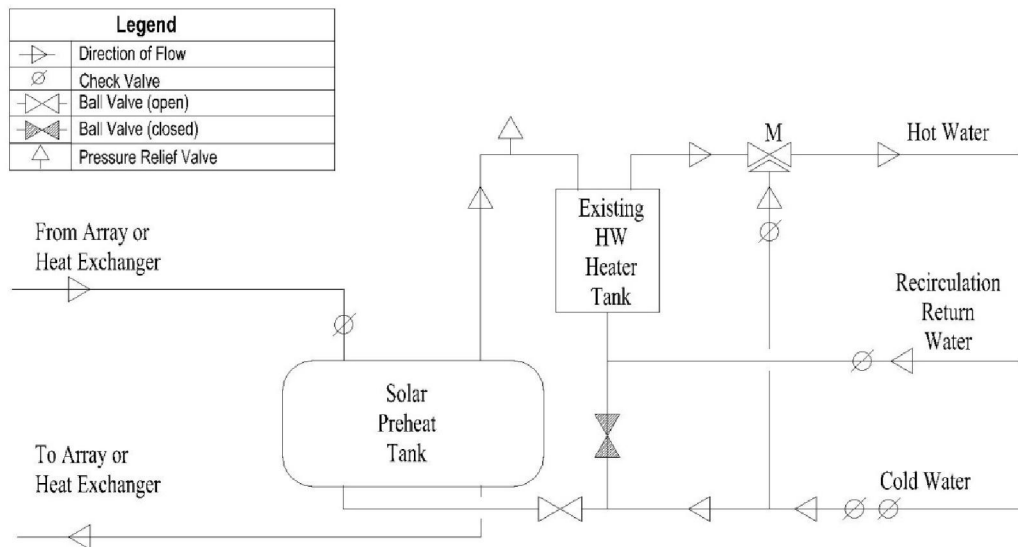 Legend
Direction of Flow
Check Valve
Ball Valve (open)
Ball Valve (closed)
Pressure Relief Valve
M
Hot Water
Existing
HW
Heater
Tank
From Array or
Heat Exchanger
Recirculation
Return
Water
Solar
Preheat
Tank
To Array or
Heat Exchanger
Cold Water